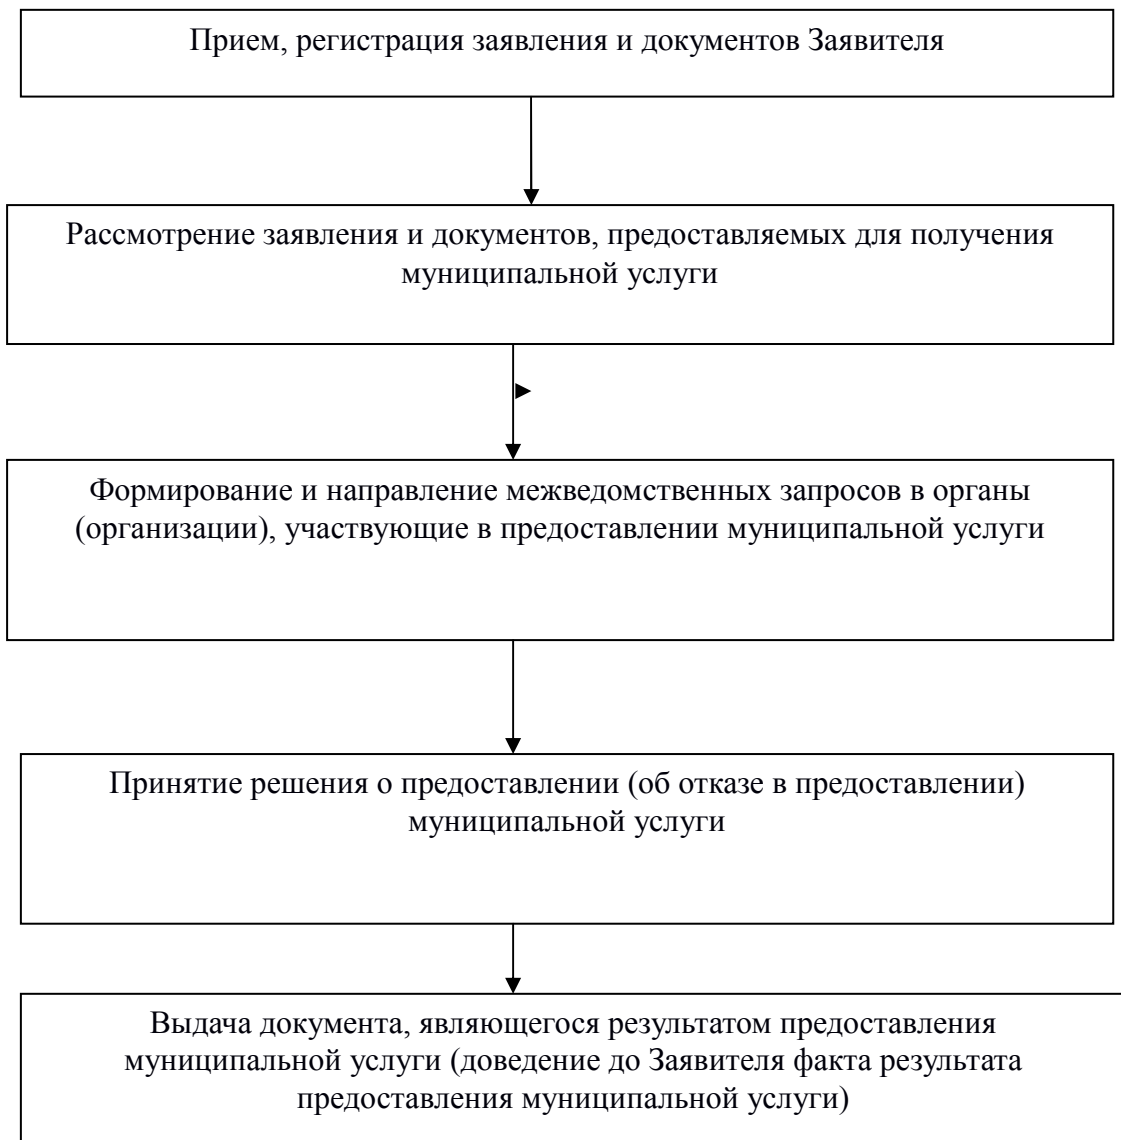 Прием, регистрация заявления и документов Заявителя
Рассмотрение заявления и документов, предоставляемых для получения
муниципальной услуги
Формирование и направление межведомственных запросов в органы
(организации), участвующие в предоставлении муниципальной услуги
Принятие решения о предоставлении (об отказе в предоставлении)
муниципальной услуги
Выдача документа, являющегося результатом предоставления
муниципальной услуги (доведение до Заявителя факта результата
предоставления муниципальной услуги)